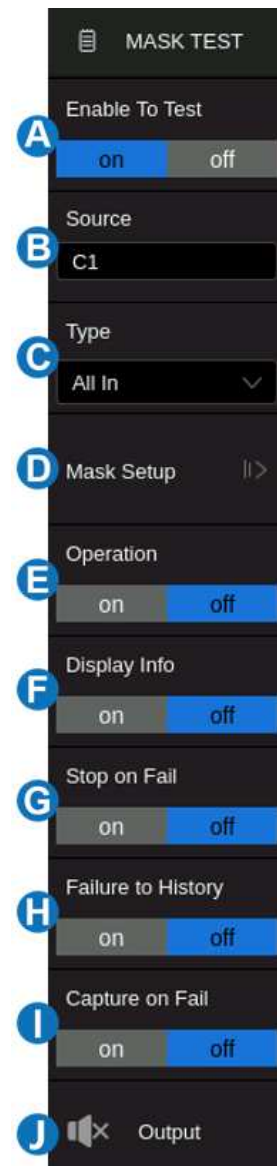 MASK TEST
Enable To Test
A
on off
Source
B
C1
Type
C
All In
D Mask Setup
Operation
E
on off
Display Info
F
on off
Stop on Fail
G
on off
Failure to History
H
on off
Capture on Fail
I
on off
J Output